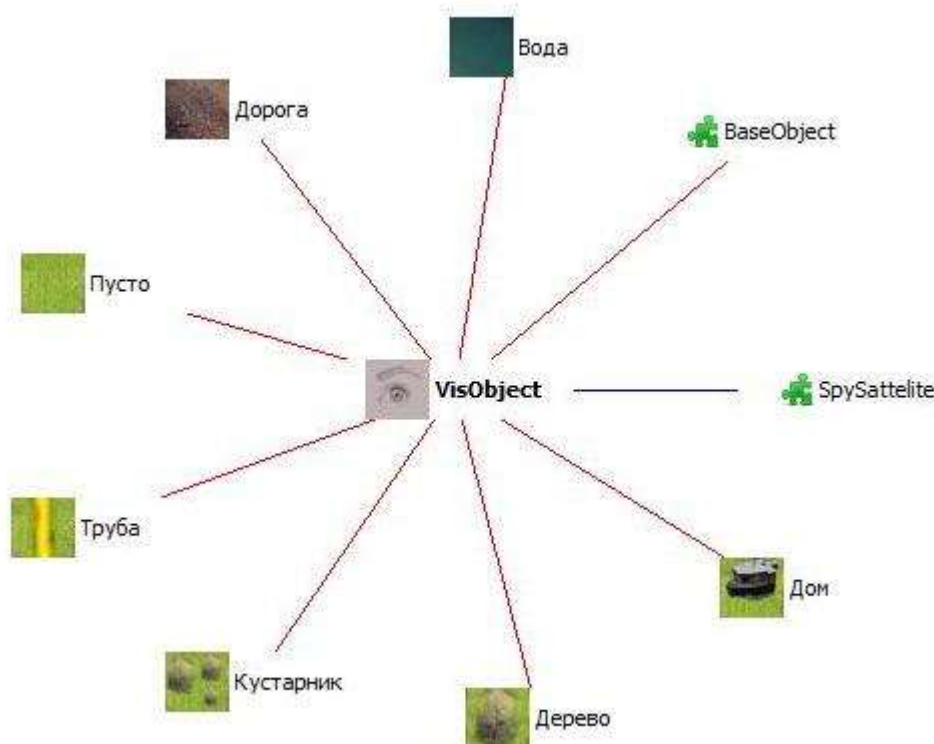 Вода
Дорога
BaseObject
Пусто
VisObject
SpySattelite
Труба
Дом
Кустарник
Дерево